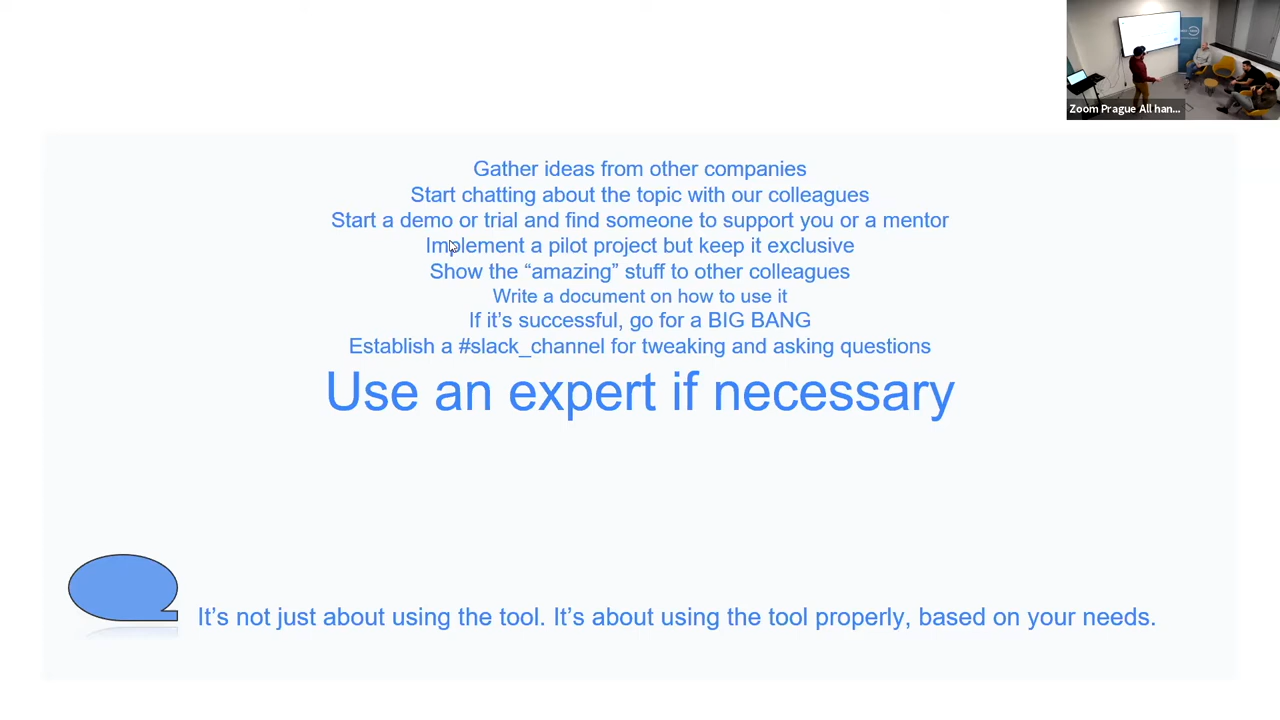 Zoom Prague All han...
Gather ideas from other companies
Start chatting about the topic with our colleagues
Start a demo or trial and find someone to support you or a mentor
Implement a pilot project but keep it exclusive
Show the “amazing” stuff to other colleagues
Write a document on how to use it
If it’s successful, go for a BIG BANG
Establish a #slack_channel for tweaking and asking questions
Use an expert if necessary
It’s not just about using the tool. It’s about using the tool properly, based on your needs.